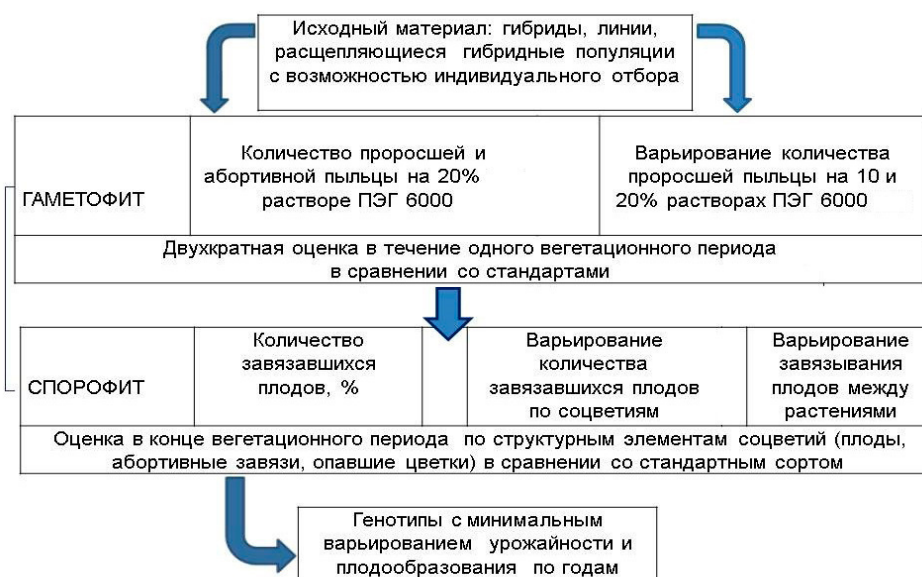 Исходный материал: гибриды, линии,
расщепляющиеся гибридные популяции
с возможностью индивидуального отбора
ГАМЕТОФИТ
Количество проросшей и
абортивной пыльцы на 20%
растворе ПЭГ 6000
Варьирование количества
проросшей пыльцы на 10 и
20% растворах ПЭГ 6000
Двухкратная оценка в течение одного вегетационного периода
в сравнении со стандартами
СПОРОФИТ
Количество
завязавшихся
плодов, %
Варьирование
количества
завязавшихся плодов
по соцветиям
Варьирование
завязывания
плодов между
растениями
Оценка в конце вегетационного периода по структурным элементам соцветий (плоды,
абортивные завязи, опавшие цветки) в сравнении со стандартным сортом
Генотипы с минимальным
варьированием урожайности и
плодообразования по годам